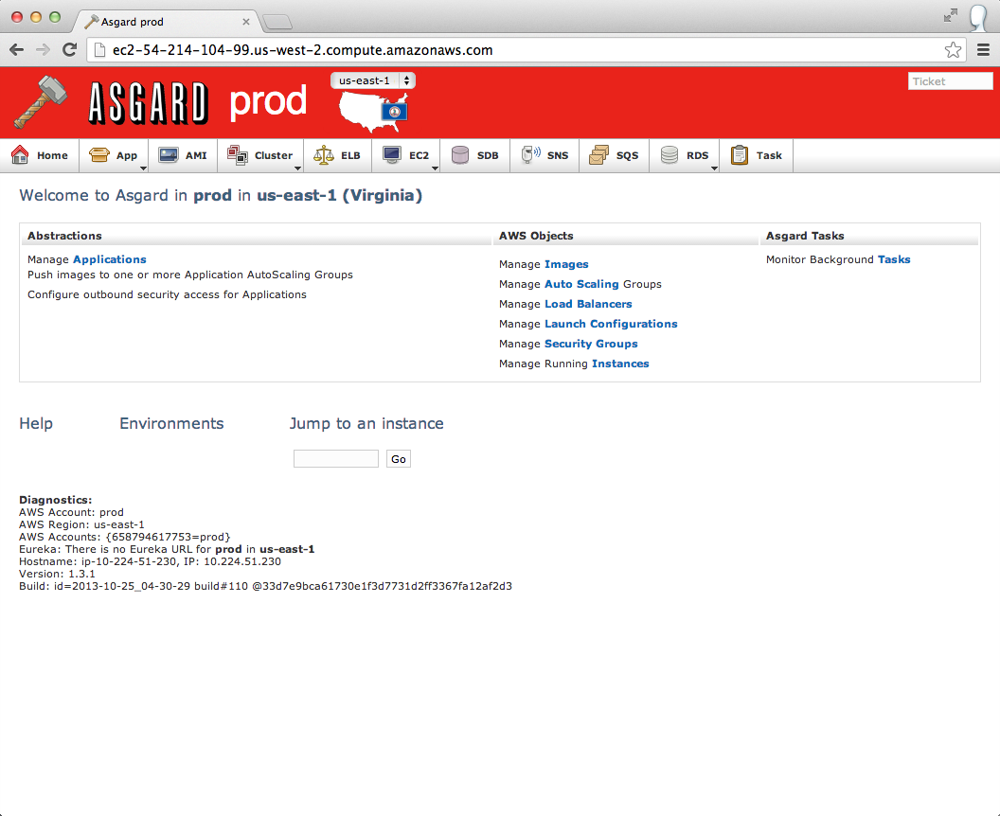 Asgard prod
ec2-54-214-104-99.us-west-2.compute.amazonaws.com
ASGARD prod
us-east-1
Ticket
Home App AMI Cluster ELB EC2 SDB SNS SQS RDS Task
Welcome to Asgard in prod in us-east-1 (Virginia)
Abstractions
Manage Applications
Push images to one or more Application AutoScaling Groups
Configure outbound security access for Applications
AWS Objects
Manage Images
Manage Auto Scaling Groups
Manage Load Balancers
Manage Launch Configurations
Manage Security Groups
Manage Running Instances
Asgard Tasks
Monitor Background Tasks
Help
Environments
Jump to an instance
Go
Diagnostics:
AWS Account: prod
AWS Region: us-east-1
AWS Accounts: {658794617753=prod}
Eureka: There is no Eureka URL for prod in us-east-1
Hostname: ip-10-224-51-230, IP: 10.224.51.230
Version: 1.3.1
Build: id=2013-10-25_04-30-29 build#110 @33d7e9bca61730e1f3d7731d2ff3367fa12af2d3